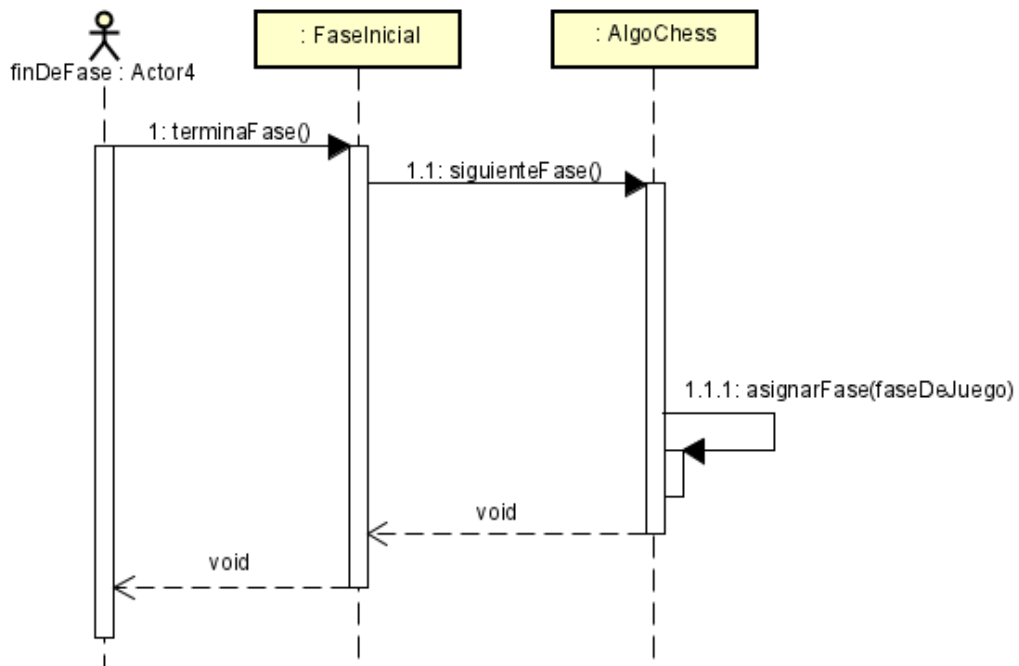 : FaseInicial
: AlgoChess
finDeFase : Actor4
1: terminaFase()
1.1: siguienteFase()
1.1.1: asignarFase(faseDeJuego)
void
void